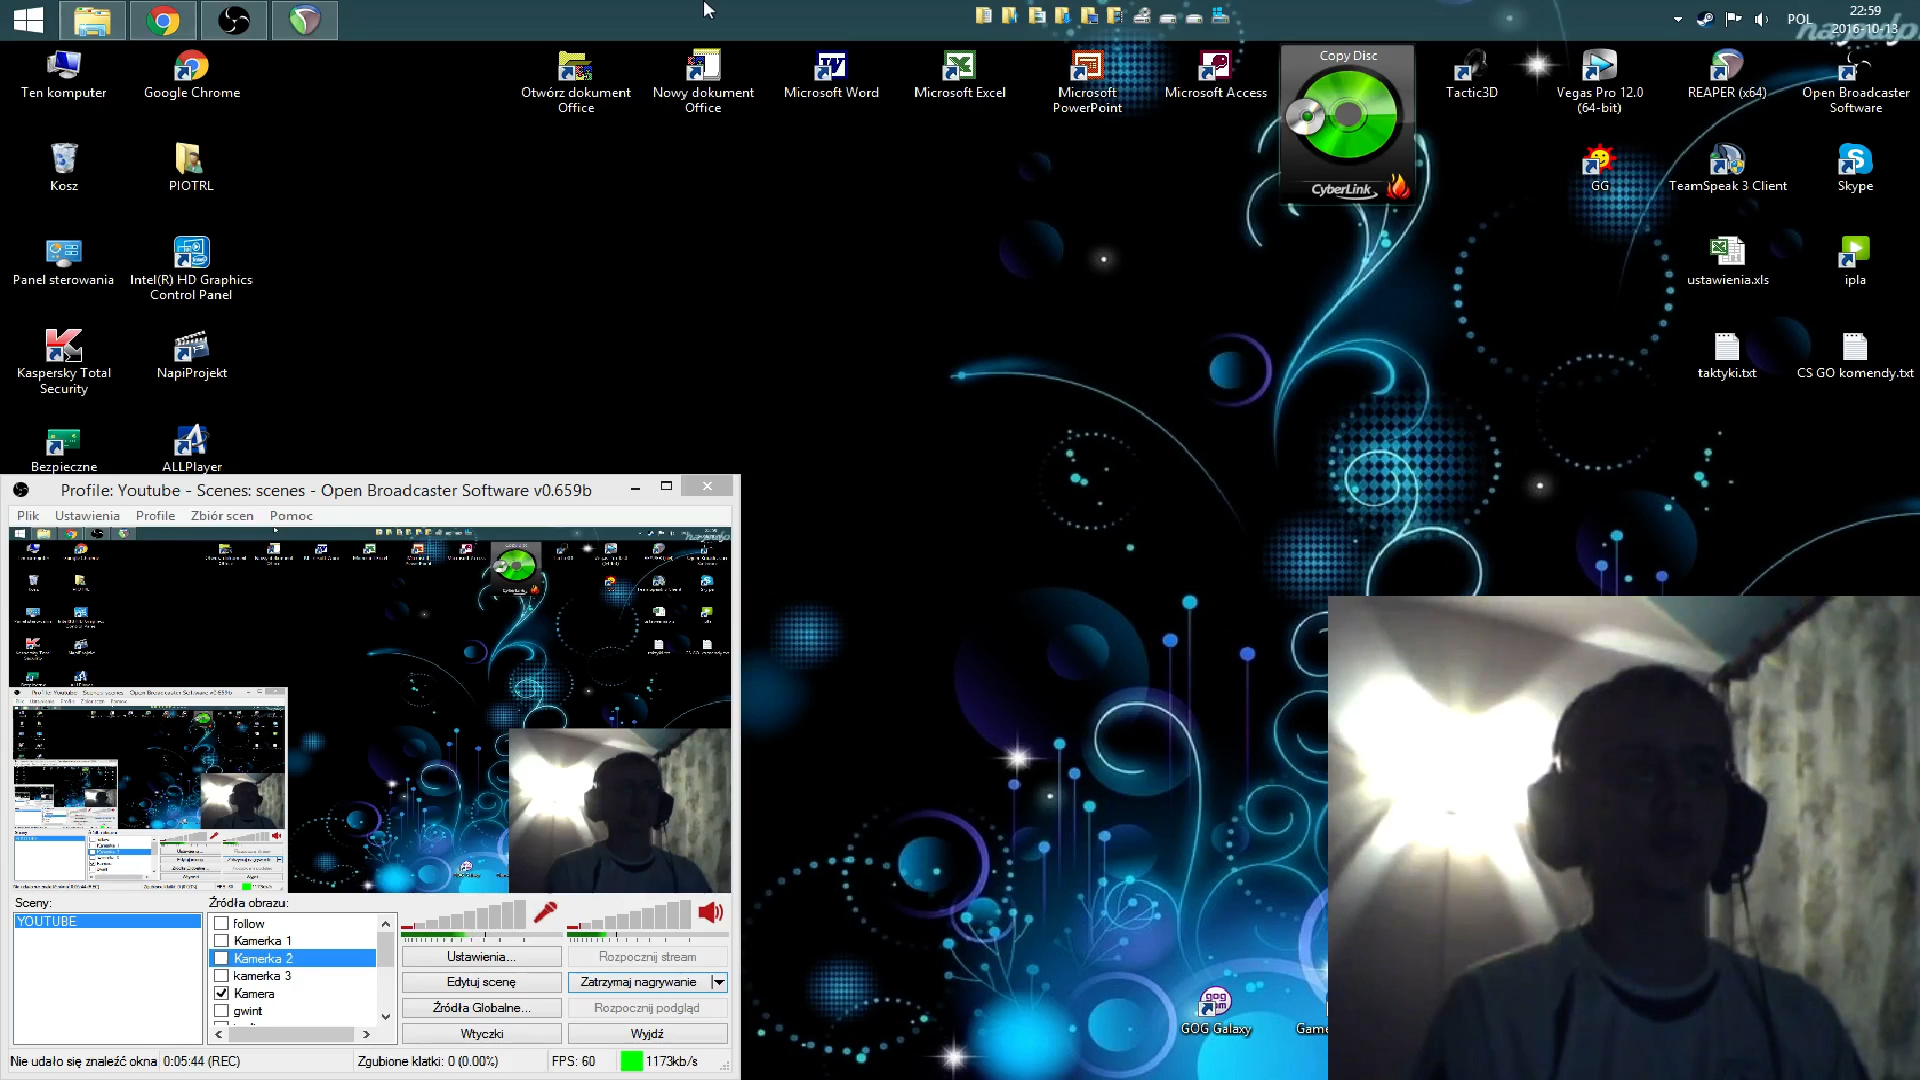 POL
22:59
2016-10-13
Ten komputer
Google Chrome
Otwórz dokument
Office
Nowy dokument
Office
Microsoft Word
Microsoft Excel
Microsoft
PowerPoint
Microsoft Access
Copy Disc
CyberLink
Tactic3D
Vegas Pro 12.0
(64-bit)
REAPER (x64)
Open Broadcaster
Software
Kosz
PIOTRL
GG
TeamSpeak 3 Client
Skype
Panel sterowania
Intel(R) HD Graphics
Control Panel
ustawienia.xls
ipla
Kaspersky Total
Security
NapiProjekt
taktyki.txt
CS GO komendy.txt
Bezpieczne
ALLPlayer
Profile: Youtube - Scenes: scenes - Open Broadcaster Software v0.659b
Plik Ustawienia Profile Zbiór scen Pomoc
Sceny:
YOUTUBE
Źródła obrazu:
follow
Kamerka 1
Kamerka 2
kamerka 3
Kamera
gwint
Ustawienia...
Rozpocznij stream
Edytuj scenę
Zatrzymaj nagrywanie
Źródła Globalne...
Rozpocznij podgląd
Wtyczki
Wyjdź
Nie udało się znaleźć okna
0:05:44 (REC)
Zgubione klatki: 0 (0.00%)
FPS: 60
1173kb/s
gog
com
GOG Galaxy
Game